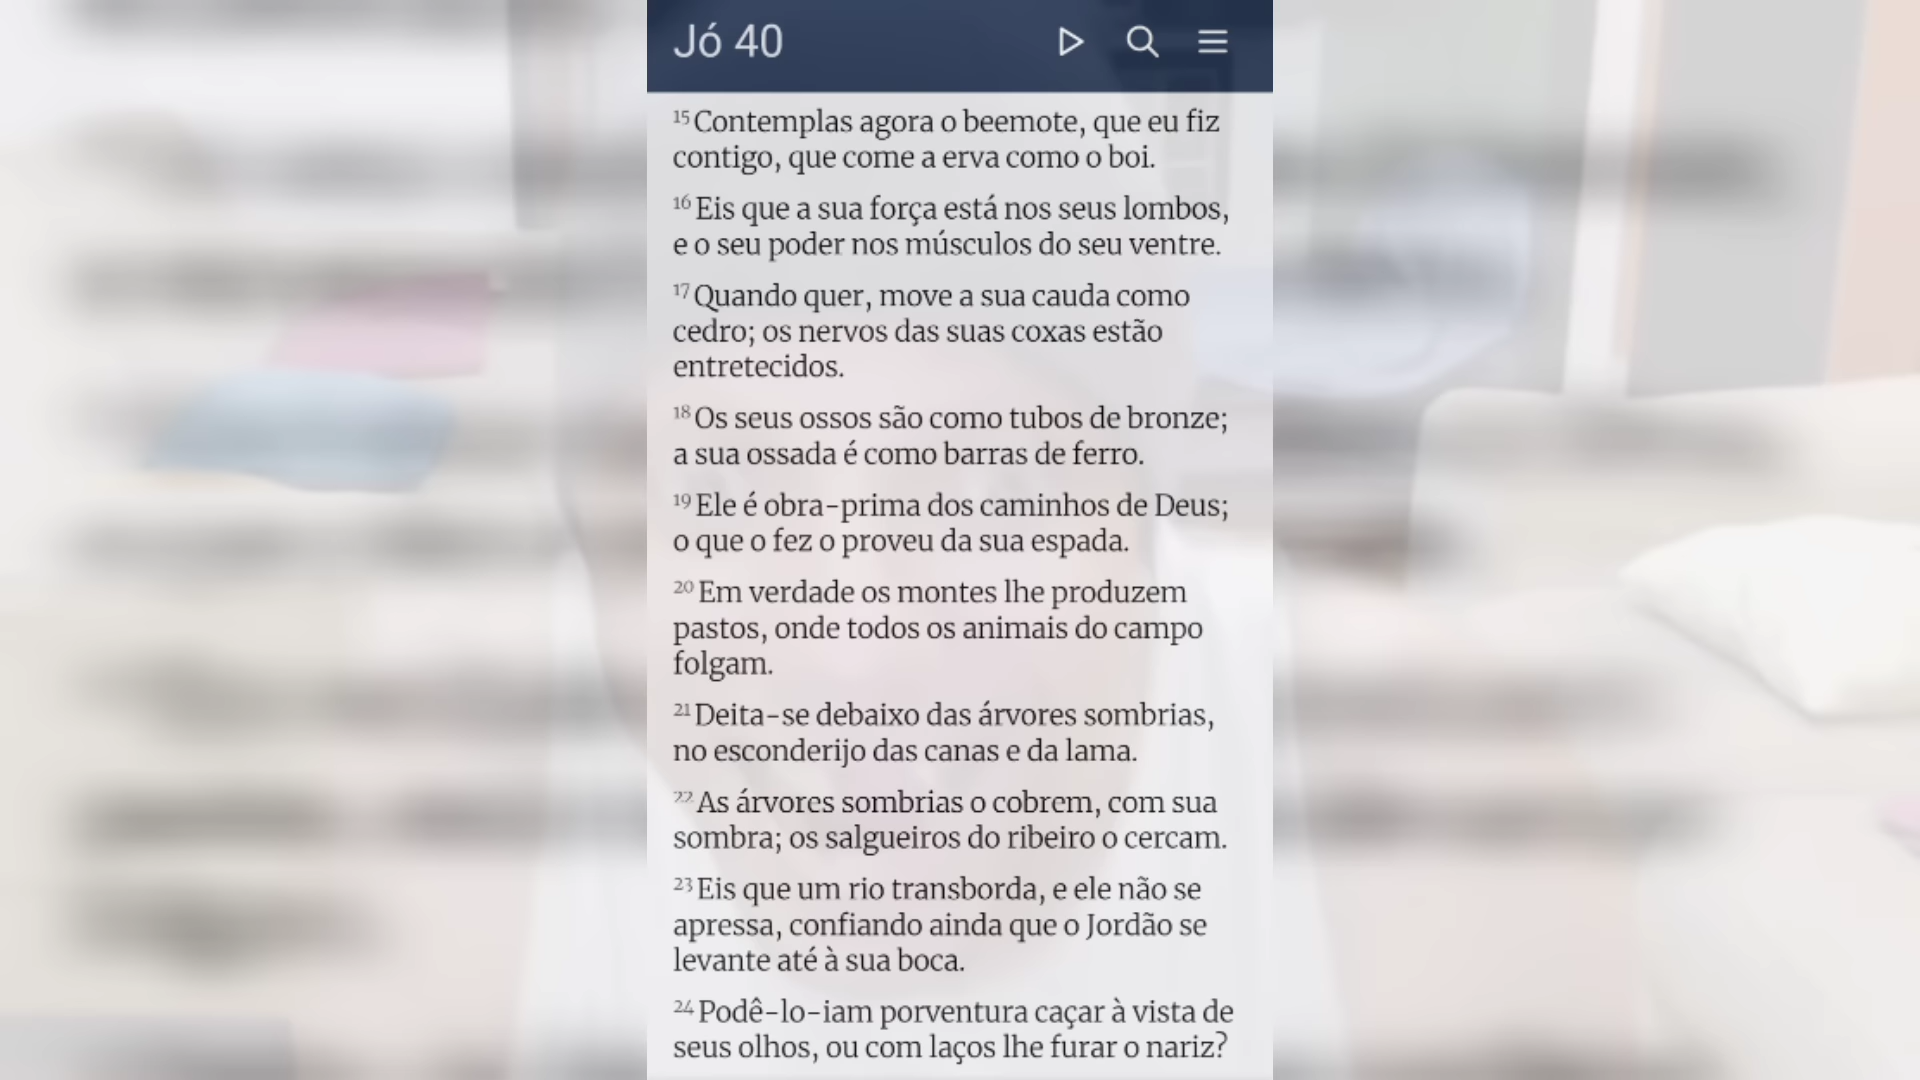 Jó 40
15 Contemplas agora o beemote, que eu fiz
contigo, que come a erva como o boi.
16 Eis que a sua força está nos seus lombos,
e o seu poder nos músculos do seu ventre.
17 Quando quer, move a sua cauda como
cedro; os nervos das suas coxas estão
entretecidos.
18 Os seus ossos são como tubos de bronze;
a sua ossada é como barras de ferro.
19 Ele é obra-prima dos caminhos de Deus;
o que o fez o proveu da sua espada.
20 Em verdade os montes lhe produzem
pastos, onde todos os animais do campo
folgam.
21 Deita-se debaixo das árvores sombrias,
no esconderijo das canas e da lama.
22 As árvores sombrias o cobrem, com sua
sombra; os salgueiros do ribeiro o cercam.
23 Eis que um rio transborda, e ele não se
apressa, confiando ainda que o Jordão se
levante até à sua boca.
24 Podê-lo-iam porventura caçar à vista de
seus olhos, ou com laços lhe furar o nariz?